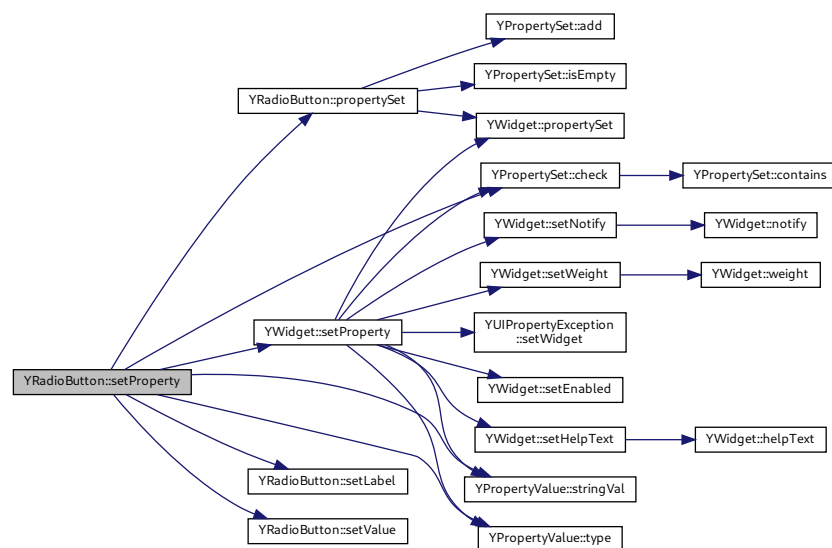 YPropertySet::add
YPropertySet::isEmpty
YRadioButton::propertySet
YWidget::propertySet
YPropertySet::check
YPropertySet::contains
YWidget::setNotify
YWidget::notify
YWidget::setWeight
YWidget::weight
YWidget::setProperty
YUIPropertyException
::setWidget
YRadioButton::setProperty
YWidget::setEnabled
YWidget::setHelpText
YWidget::helpText
YRadioButton::setLabel
YPropertyValue::stringVal
YRadioButton::setValue
YPropertyValue::type